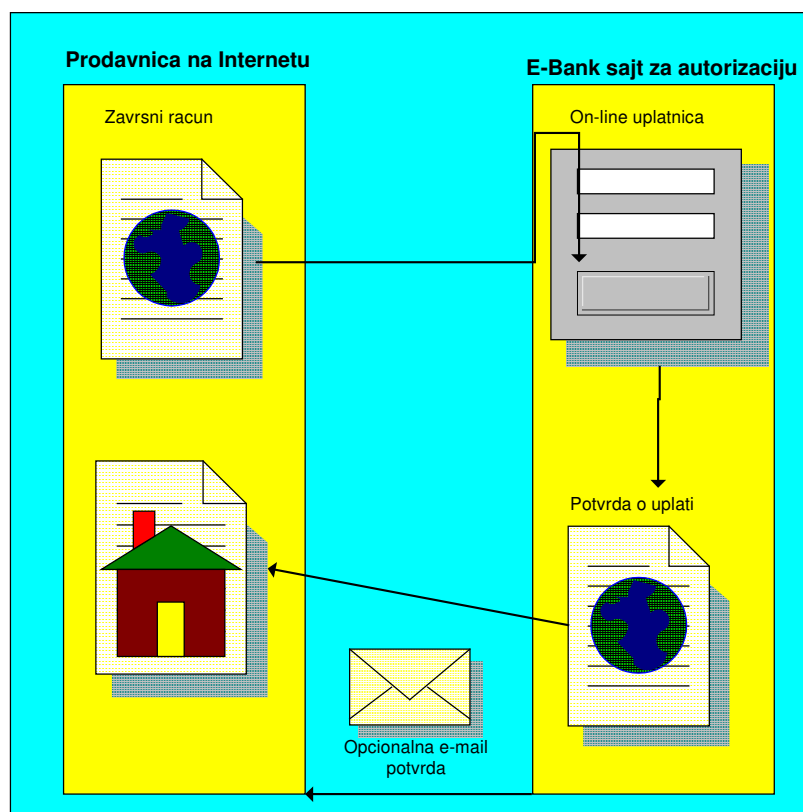 Prodavnica na Internetu
E-Bank sajt za autorizaciju
Zavrsni racun
On-line uplatnica
Potvrda o uplati
Opcionalna e-mail
potvrda